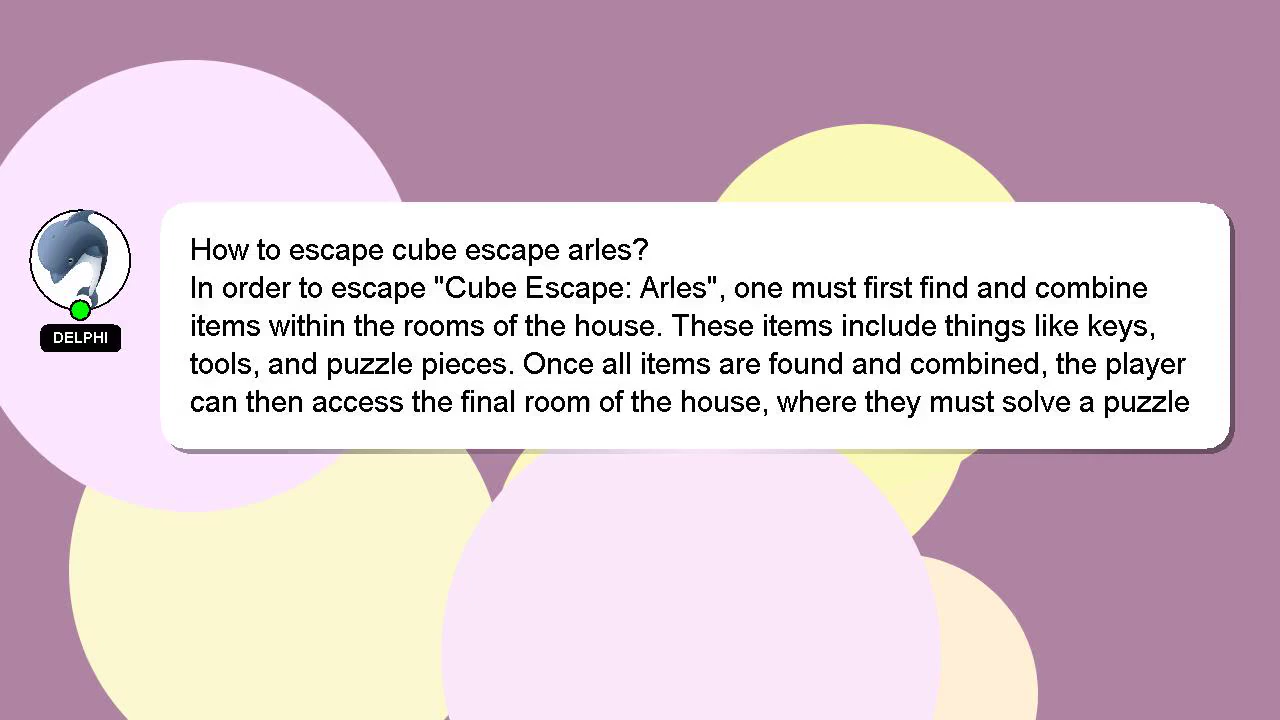 How to escape cube escape arles?
In order to escape "Cube Escape: Arles", one must first find and combine
items within the rooms of the house. These items include things like keys,
tools, and puzzle pieces. Once all items are found and combined, the player
can then access the final room of the house, where they must solve a puzzle
DELPHI